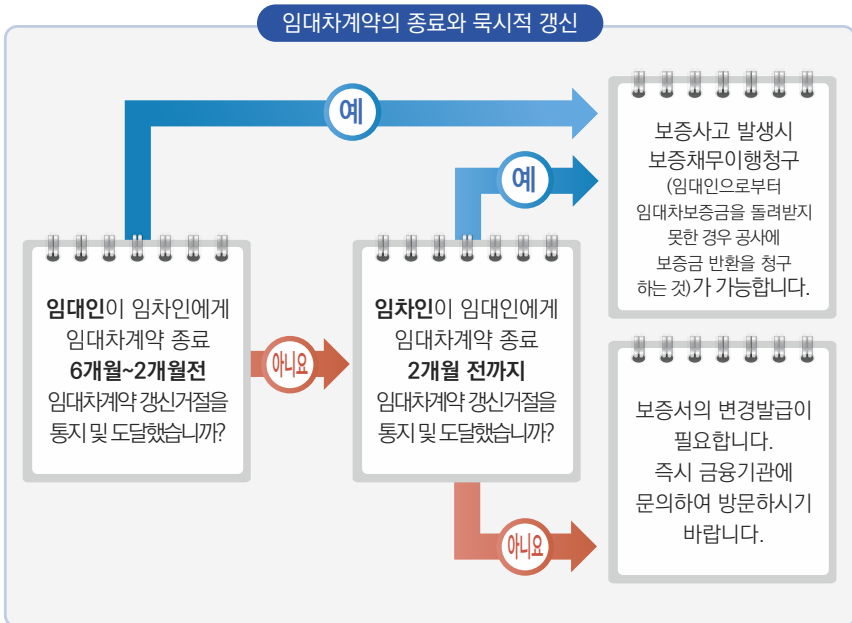 임대차계약의 종료와 묵시적 갱신
예
보증사고 발생시
보증채무이행청구
(임대인으로부터
임대차보증금을 돌려받지
못한 경우 공사에
보증금 반환을 청구
하는 것)가 가능합니다.
예
임대인이 임차인에게
임대차계약 종료
6개월~2개월전
임대차계약 갱신거절을
통지 및 도달했습니까?
아니요
임차인이 임대인에게
임대차계약 종료
2개월 전까지
임대차계약 갱신거절을
통지 및 도달했습니까?
아니요
보증서의 변경발급이
필요합니다.
즉시 금융기관에
문의하여 방문하시기
바랍니다.